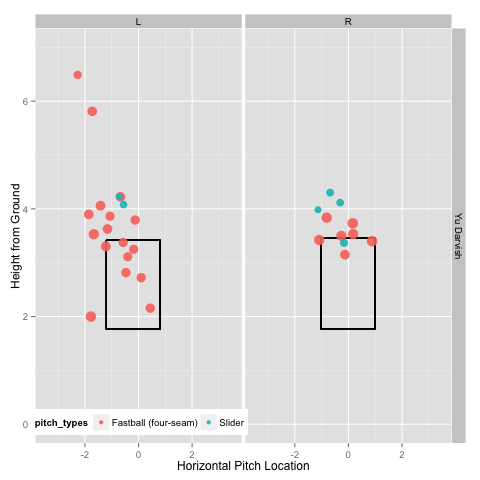 L R
Height from Ground
6
4
2
0
Yu Darvish
pitch_types Fastball (four-seam) Slider
-2 0 2 -2 0 2
Horizontal Pitch Location